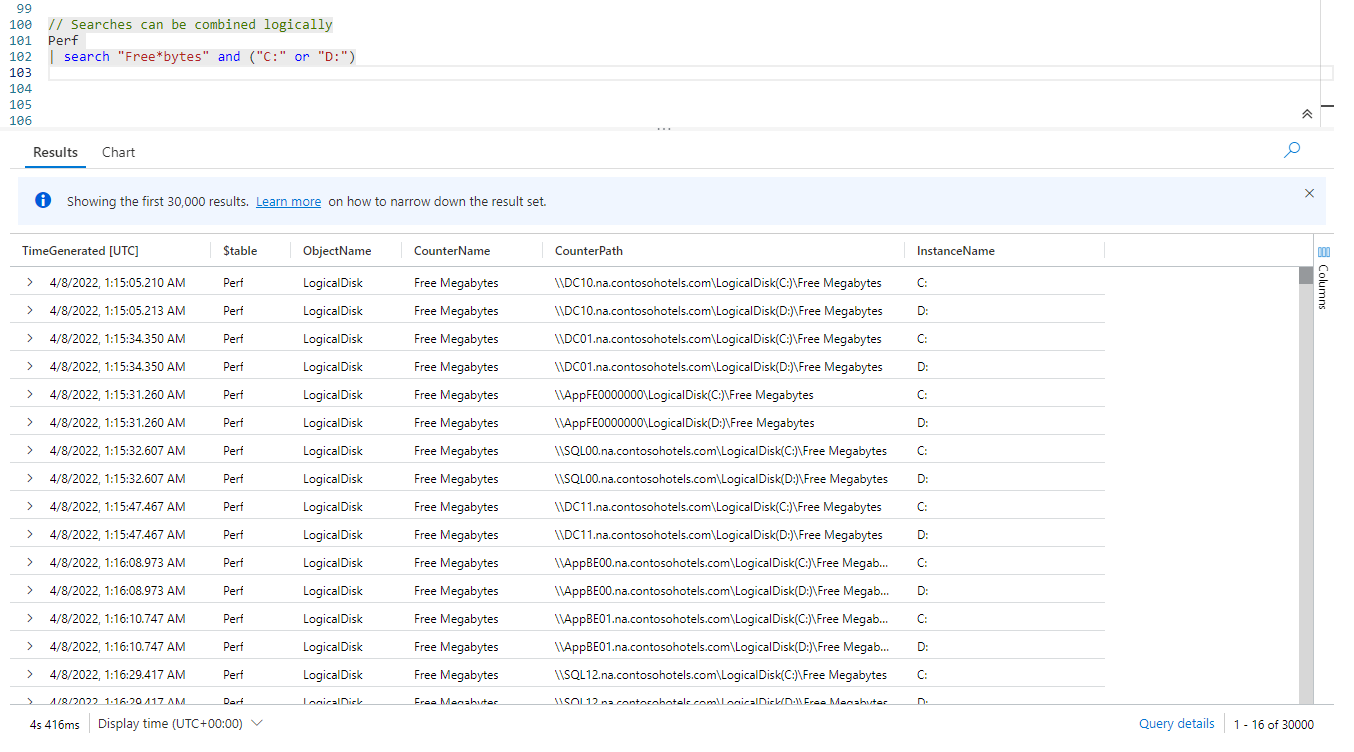 99
100 // Searches can be combined logically
101 Perf
102 | search "Free*bytes" and ("C:" or "D:")
103
104
105
106
...
Results Chart
Showing the first 30,000 results. Learn more on how to narrow down the result set.
TimeGenerated [UTC] $table ObjectName CounterName CounterPath InstanceName
Columns
4/8/2022, 1:15:05.210 AM Perf LogicalDisk Free Megabytes \\DC10.na.contosohotels.com\LogicalDisk(C:)\Free Megabytes C:
4/8/2022, 1:15:05.213 AM Perf LogicalDisk Free Megabytes \\DC10.na.contosohotels.com\LogicalDisk(D:)\Free Megabytes D:
4/8/2022, 1:15:34.350 AM Perf LogicalDisk Free Megabytes \\DC01.na.contosohotels.com\LogicalDisk(C:)\Free Megabytes C:
4/8/2022, 1:15:34.350 AM Perf LogicalDisk Free Megabytes \\DC01.na.contosohotels.com\LogicalDisk(D:)\Free Megabytes D:
4/8/2022, 1:15:31.260 AM Perf LogicalDisk Free Megabytes \\AppFE0000000\LogicalDisk(C:)\Free Megabytes C:
4/8/2022, 1:15:31.260 AM Perf LogicalDisk Free Megabytes \\AppFE0000000\LogicalDisk(D:)\Free Megabytes D:
4/8/2022, 1:15:32.607 AM Perf LogicalDisk Free Megabytes \\SQL00.na.contosohotels.com\LogicalDisk(C:)\Free Megabytes C:
4/8/2022, 1:15:32.607 AM Perf LogicalDisk Free Megabytes \\SQL00.na.contosohotels.com\LogicalDisk(D:)\Free Megabytes D:
4/8/2022, 1:15:47.467 AM Perf LogicalDisk Free Megabytes \\DC11.na.contosohotels.com\LogicalDisk(C:)\Free Megabytes C:
4/8/2022, 1:15:47.467 AM Perf LogicalDisk Free Megabytes \\DC11.na.contosohotels.com\LogicalDisk(D:)\Free Megabytes D:
4/8/2022, 1:16:08.973 AM Perf LogicalDisk Free Megabytes \\AppBE00.na.contosohotels.com\LogicalDisk(C:)\Free Megab... C:
4/8/2022, 1:16:08.973 AM Perf LogicalDisk Free Megabytes \\AppBE00.na.contosohotels.com\LogicalDisk(D:)\Free Megab... D:
4/8/2022, 1:16:10.747 AM Perf LogicalDisk Free Megabytes \\AppBE01.na.contosohotels.com\LogicalDisk(C:)\Free Megab... C:
4/8/2022, 1:16:10.747 AM Perf LogicalDisk Free Megabytes \\AppBE01.na.contosohotels.com\LogicalDisk(D:)\Free Megab... D:
4/8/2022, 1:16:29.417 AM Perf LogicalDisk Free Megabytes \\SQL12.na.contosohotels.com\LogicalDisk(C:)\Free Megabytes C:
4/8/2022, 1:16:29.417 AM Perf LogicalDisk Free Megabytes \\SQL12.na.contosohotels.com\LogicalDisk(D:)\Free Megabytes D:
4s 416ms Display time (UTC+00:00) Query details 1 - 16 of 30000